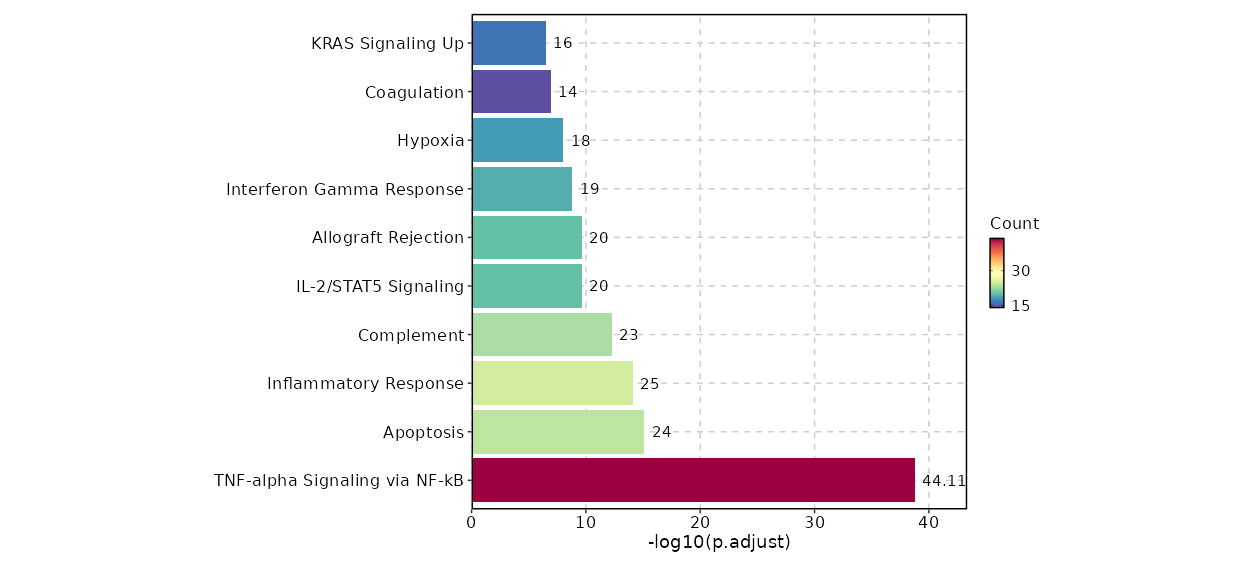 KRAS Signaling Up 16
Coagulation 14
Hypoxia 18
Interferon Gamma Response 19
Allograft Rejection 20
IL-2/STAT5 Signaling 20
Complement 23
Inflammatory Response 25
Apoptosis 24
TNF-alpha Signaling via NF-kB 44.11
0 10 20 30 40
-log10(p.adjust)
Count
30
15